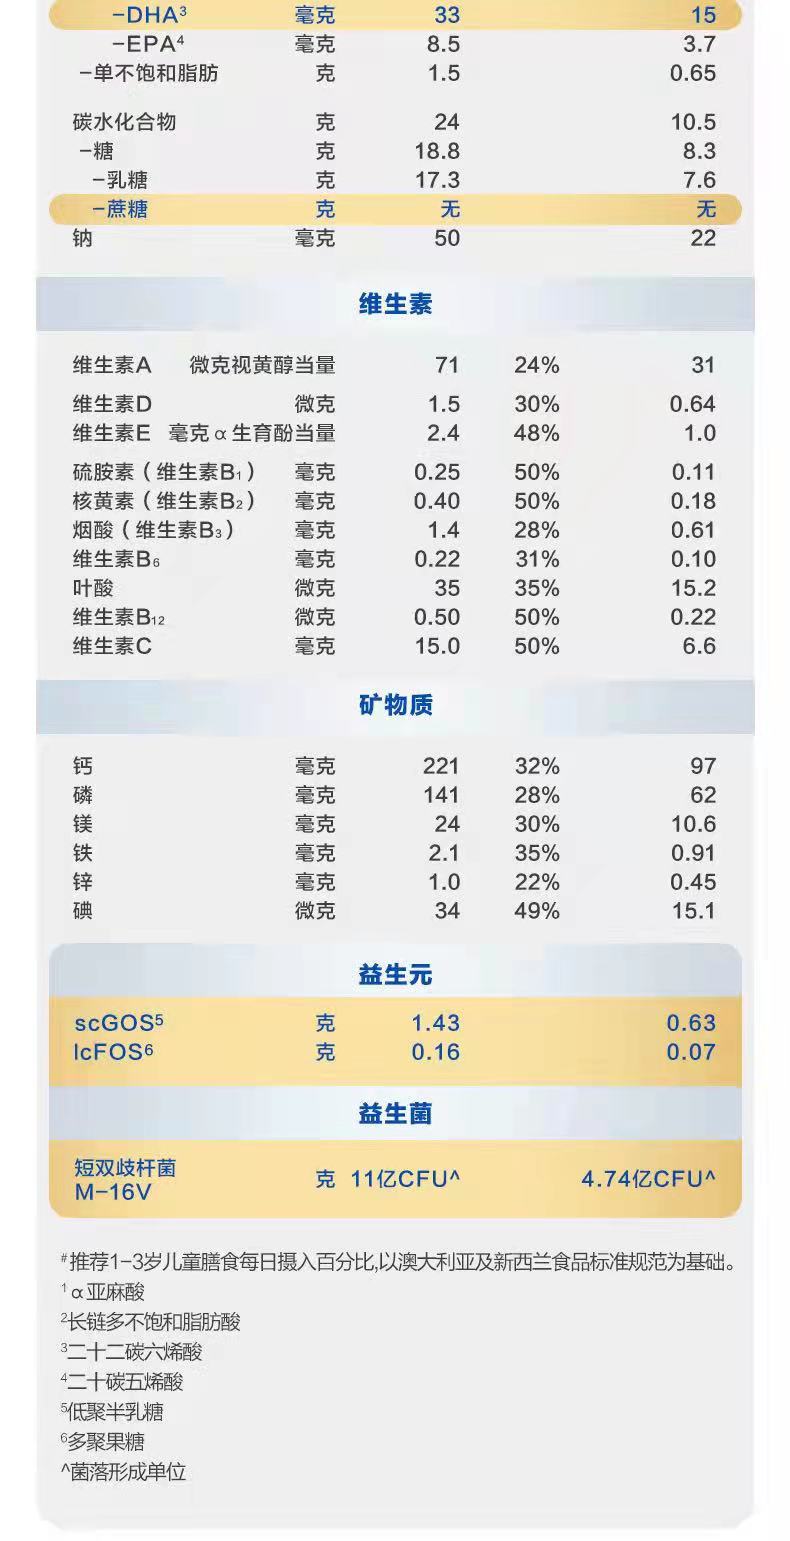 -DHA³ 毫克 33 15
-EPA⁴ 毫克 8.5 3.7
-单不饱和脂肪 克 1.5 0.65
碳水化合物 克 24 10.5
-糖 克 18.8 8.3
-乳糖 克 17.3 7.6
-蔗糖 克 无 无
钠 毫克 50 22
维生素
维生素A 微克视黄醇当量 71 24% 31
维生素D 微克 1.5 30% 0.64
维生素E 毫克α生育酚当量 2.4 48% 1.0
硫胺素（维生素B₁） 毫克 0.25 50% 0.11
核黄素（维生素B₂） 毫克 0.40 50% 0.18
烟酸（维生素B₃） 毫克 1.4 28% 0.61
维生素B₆ 毫克 0.22 31% 0.10
叶酸 微克 35 35% 15.2
维生素B₁₂ 微克 0.50 50% 0.22
维生素C 毫克 15.0 50% 6.6
矿物质
钙 毫克 221 32% 97
磷 毫克 141 28% 62
镁 毫克 24 30% 10.6
铁 毫克 2.1 35% 0.91
锌 毫克 1.0 22% 0.45
碘 微克 34 49% 15.1
益生元
scGOS⁵ 克 1.43 0.63
lcFOS⁶ 克 0.16 0.07
益生菌
短双歧杆菌
M-16V 克 11亿CFU^ 4.74亿CFU^
#推荐1-3岁儿童膳食每日摄入百分比,以澳大利亚及新西兰食品标准规范为基础。
¹α亚麻酸
²长链多不饱和脂肪酸
³二十二碳六烯酸
⁴二十碳五烯酸
⁵低聚半乳糖
⁶多聚果糖
^菌落形成单位